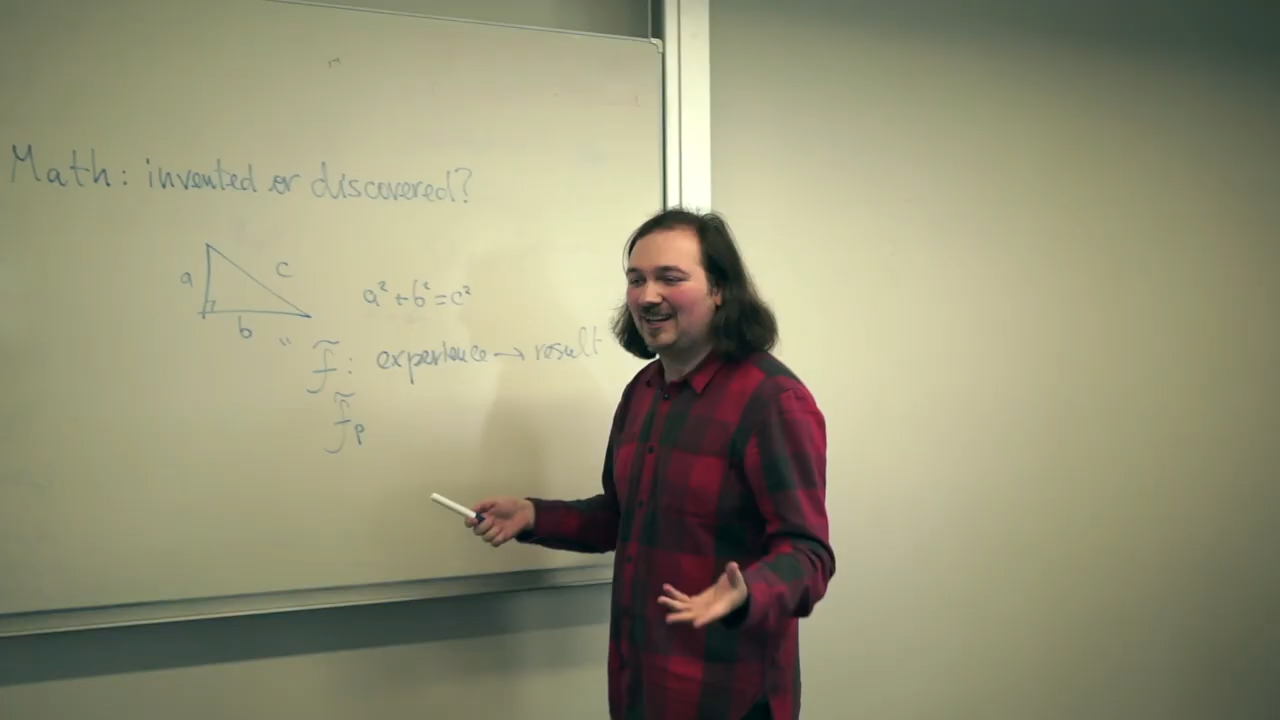 Math: invented or discovered?
a
c
b
a² + b² = c²
f̃ : experience → result
f̃p